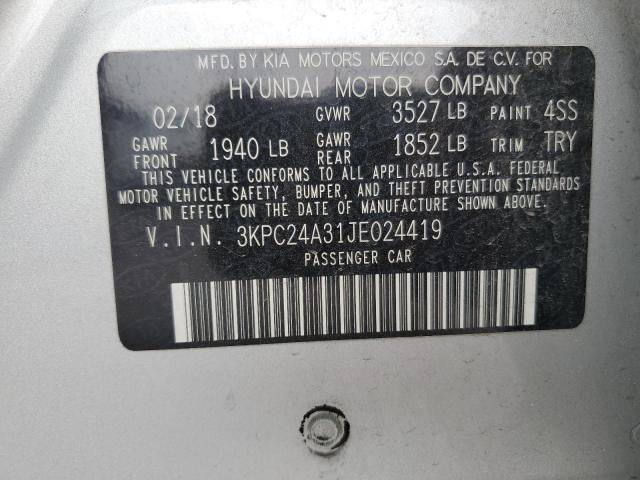 MFD. BY KIA MOTORS MEXICO S.A. DE C.V. FOR
HYUNDAI MOTOR COMPANY
02/18 GVWR 3527 LB PAINT 4SS
GAWR FRONT 1940 LB GAWR REAR 1852 LB TRIM TRY
THIS VEHICLE CONFORMS TO ALL APPLICABLE U.S.A. FEDERAL
MOTOR VEHICLE SAFETY, BUMPER, AND THEFT PREVENTION STANDARDS
IN EFFECT ON THE DATE OF MANUFACTURE SHOWN ABOVE.
V.I.N. 3KPC24A31JE024419
PASSENGER CAR